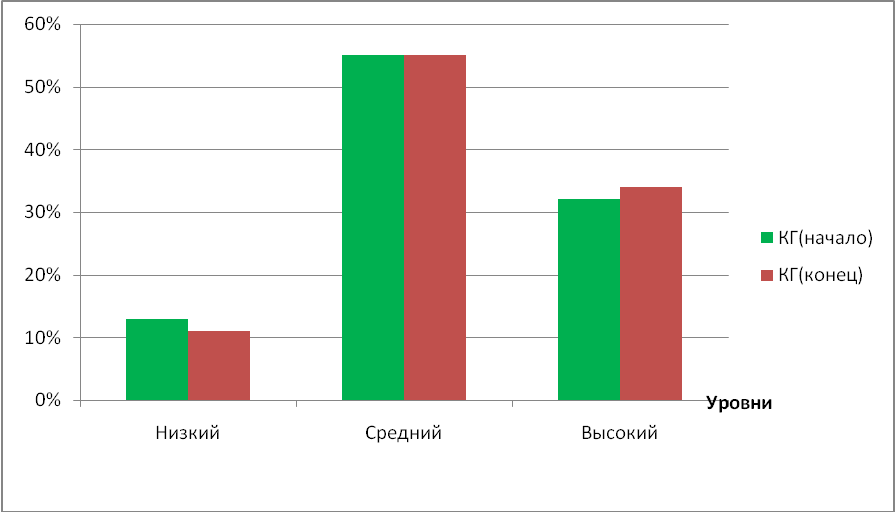 60%
50%
40%
30%
20%
10%
0%
Низкий
Средний
Высокий
Уровни
КГ(начало)
КГ(конец)